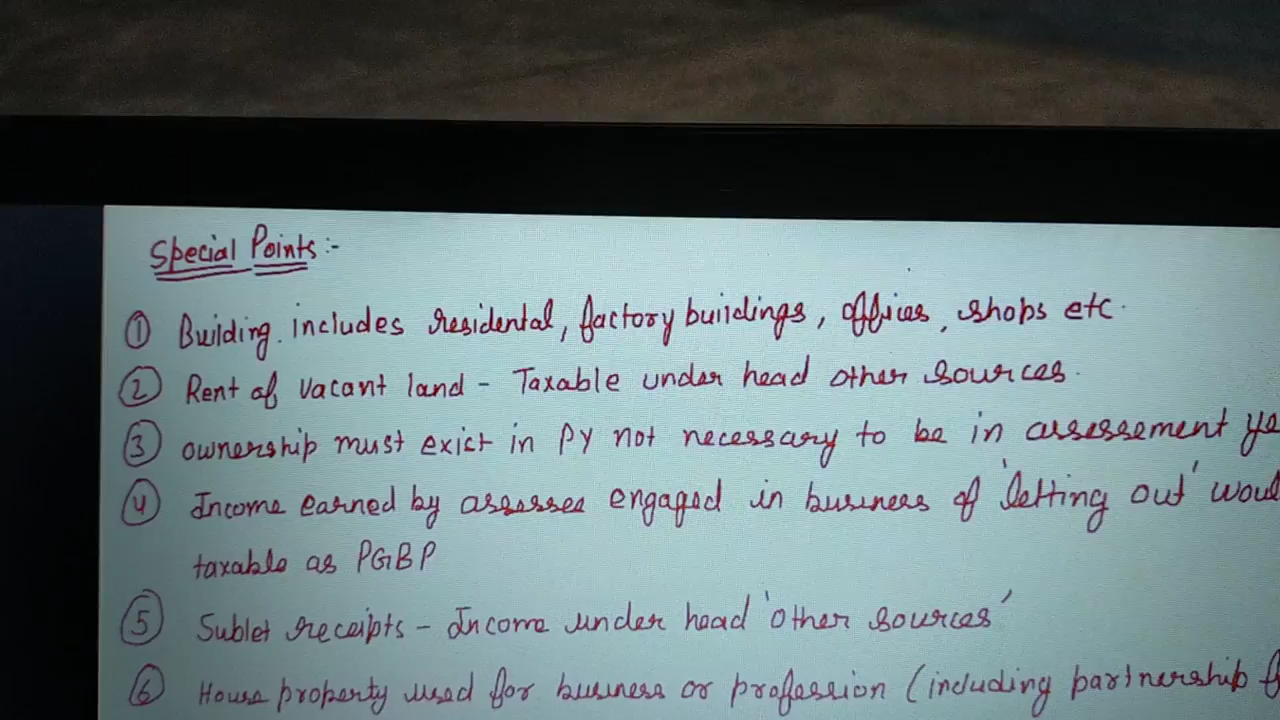 Special Points :-
① Building includes residental, factory buildings, offices, shops etc.
② Rent of vacant land - Taxable under head other sources.
③ ownership must exict in PY not necessary to be in assessement ye
④ Income earned by assessee engaged in business of 'letting out' woul
taxable as PGBP
⑤ Sublet receipts - Income under head 'other sources'
⑥ House property used for business or profession (including partnership f